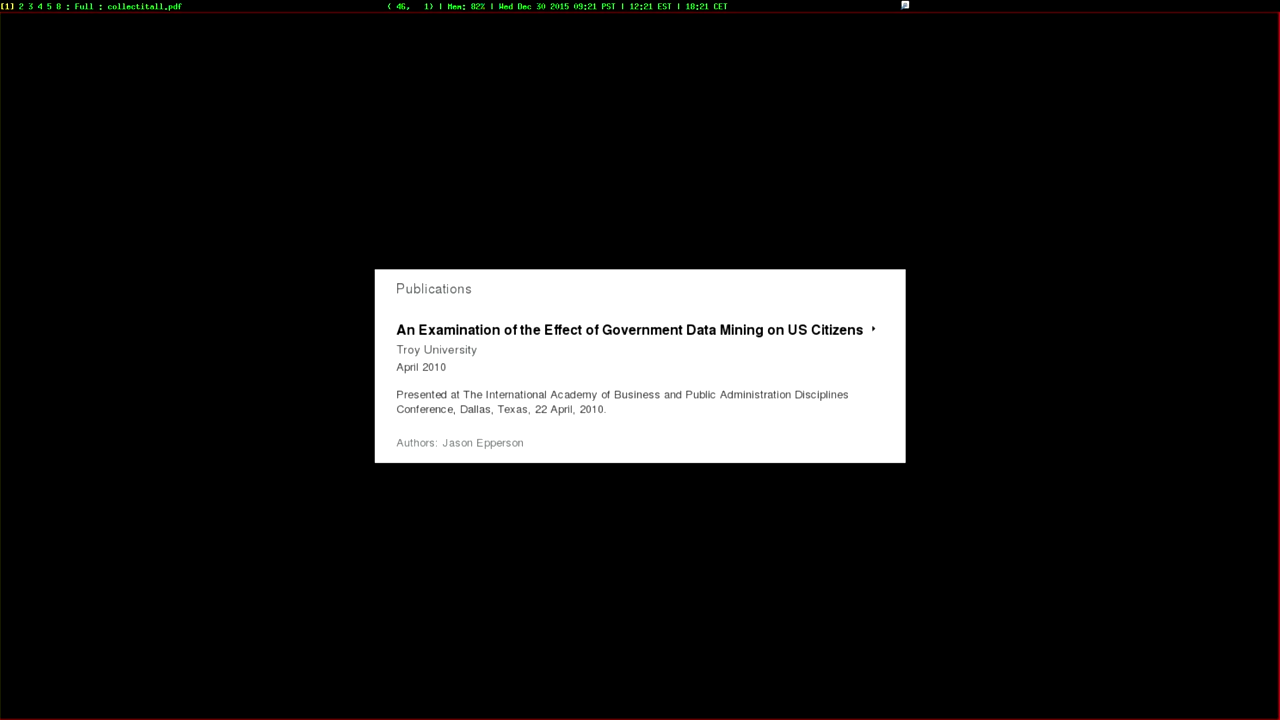 [1] 2 3 4 5 8 : Full : collectitall.pdf ( 46, 1) | Mem: 82% | Wed Dec 30 2015 09:21 PST | 12:21 EST | 18:21 CET
Publications
An Examination of the Effect of Government Data Mining on US Citizens
Troy University
April 2010
Presented at The International Academy of Business and Public Administration Disciplines
Conference, Dallas, Texas, 22 April, 2010.
Authors: Jason Epperson